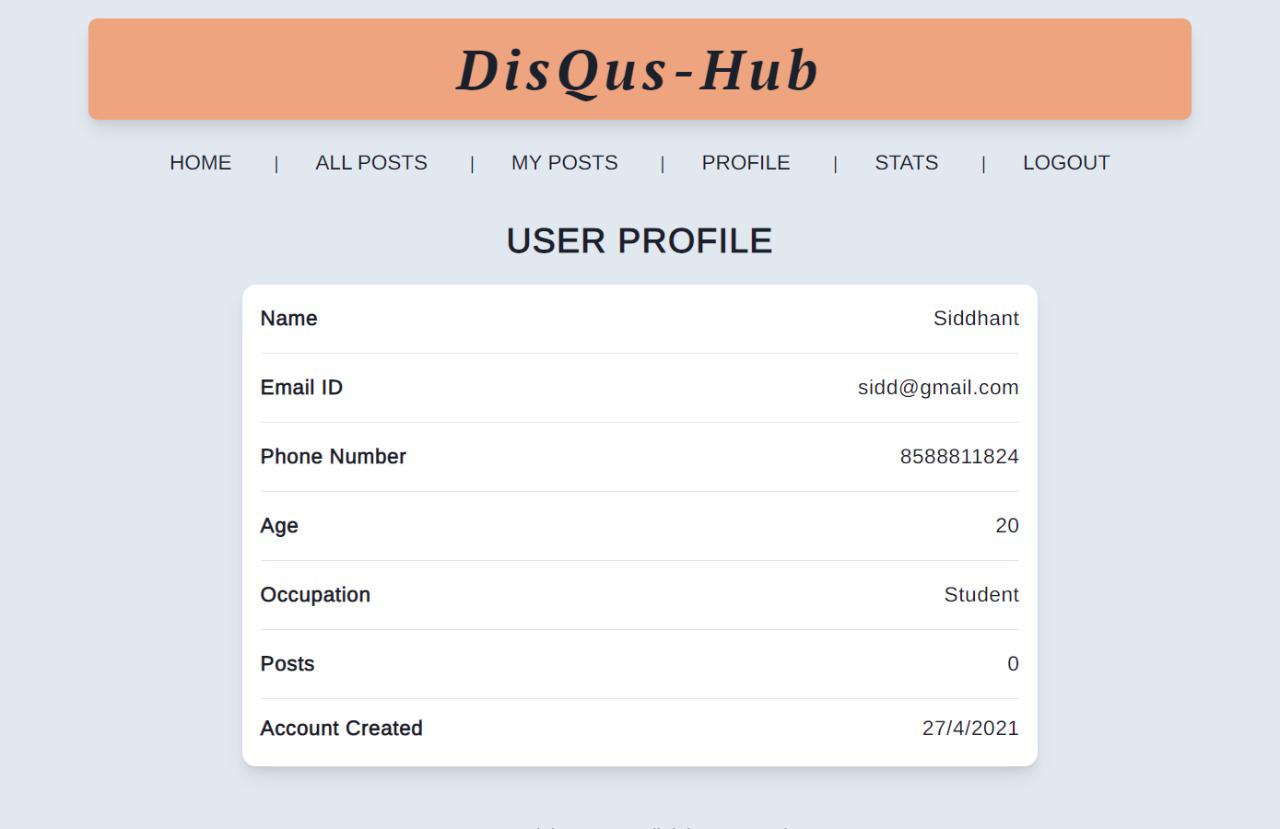 DisQus-Hub
HOME | ALL POSTS | MY POSTS | PROFILE | STATS | LOGOUT
USER PROFILE
Name Siddhant
Email ID sidd@gmail.com
Phone Number 8588811824
Age 20
Occupation Student
Posts 0
Account Created 27/4/2021